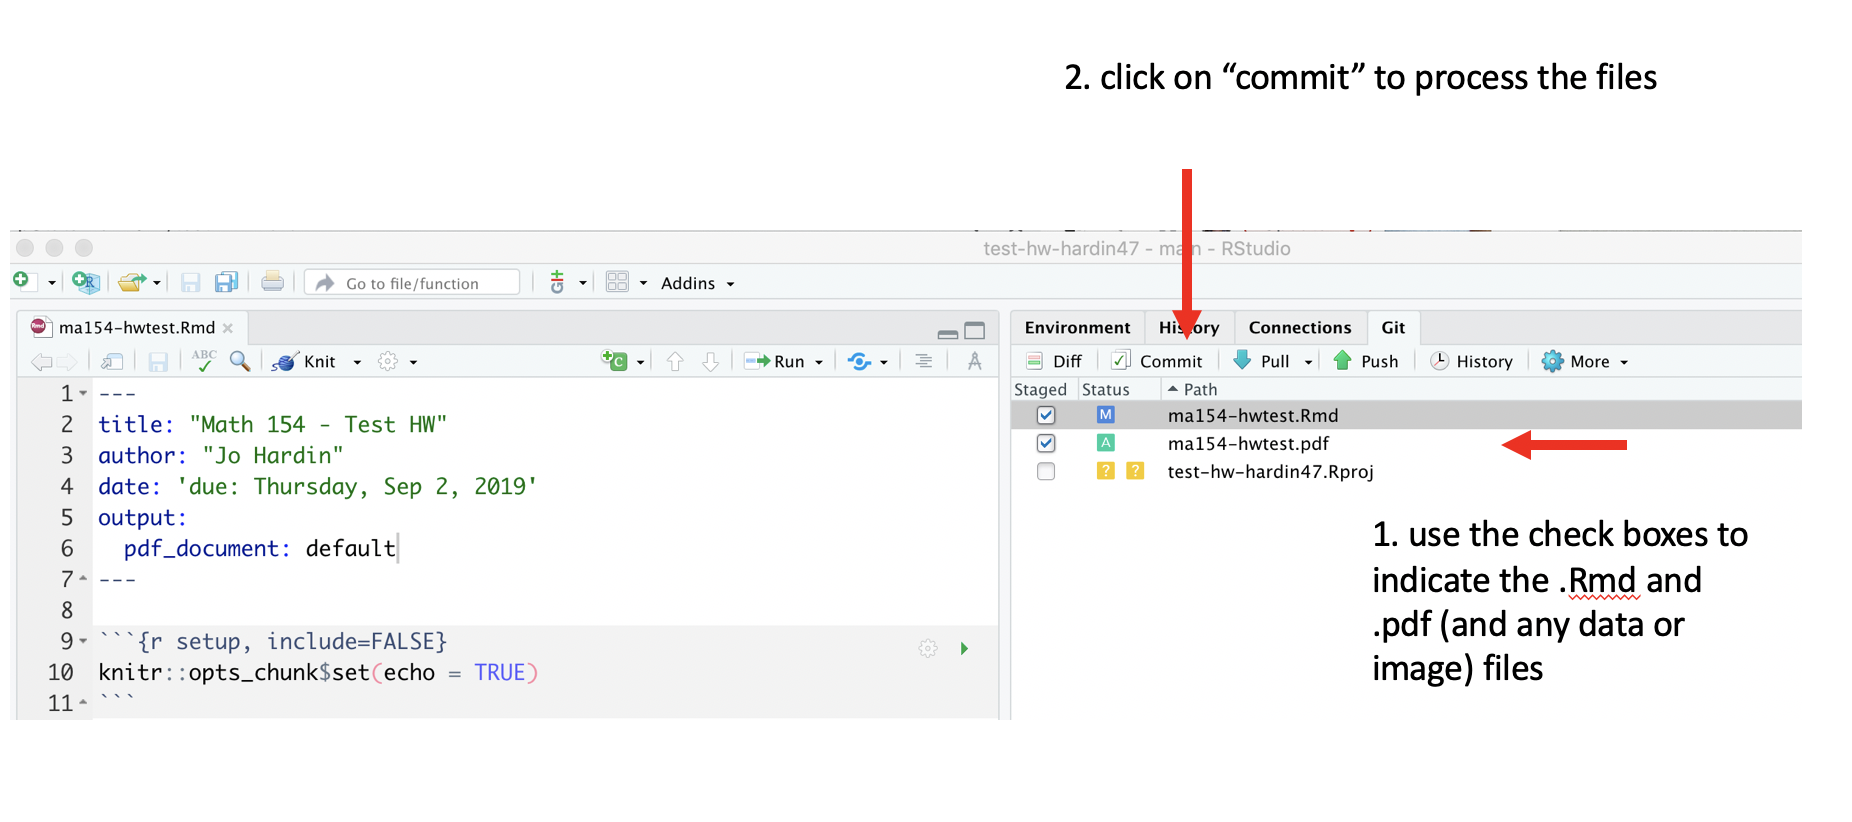 2. click on “commit” to process the files
test-hw-hardin47 - main - RStudio
Go to file/function
Addins
ma154-hwtest.Rmd
Environment History Connections Git
ABC Knit Run
Diff Commit Pull Push History More
Staged Status Path
M ma154-hwtest.Rmd
A ma154-hwtest.pdf
? ? test-hw-hardin47.Rproj
1 ---
2 title: "Math 154 - Test HW"
3 author: "Jo Hardin"
4 date: 'due: Thursday, Sep 2, 2019'
5 output:
6 pdf_document: default
7 ---
8
9 ```{r setup, include=FALSE}
10 knitr::opts_chunk$set(echo = TRUE)
11 ```
1. use the check boxes to
indicate the .Rmd and
.pdf (and any data or
image) files